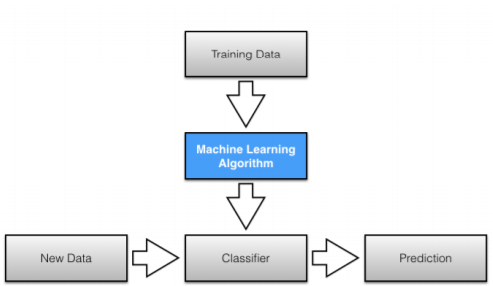 Training Data
Machine Learning
Algorithm
New Data
Classifier
Prediction